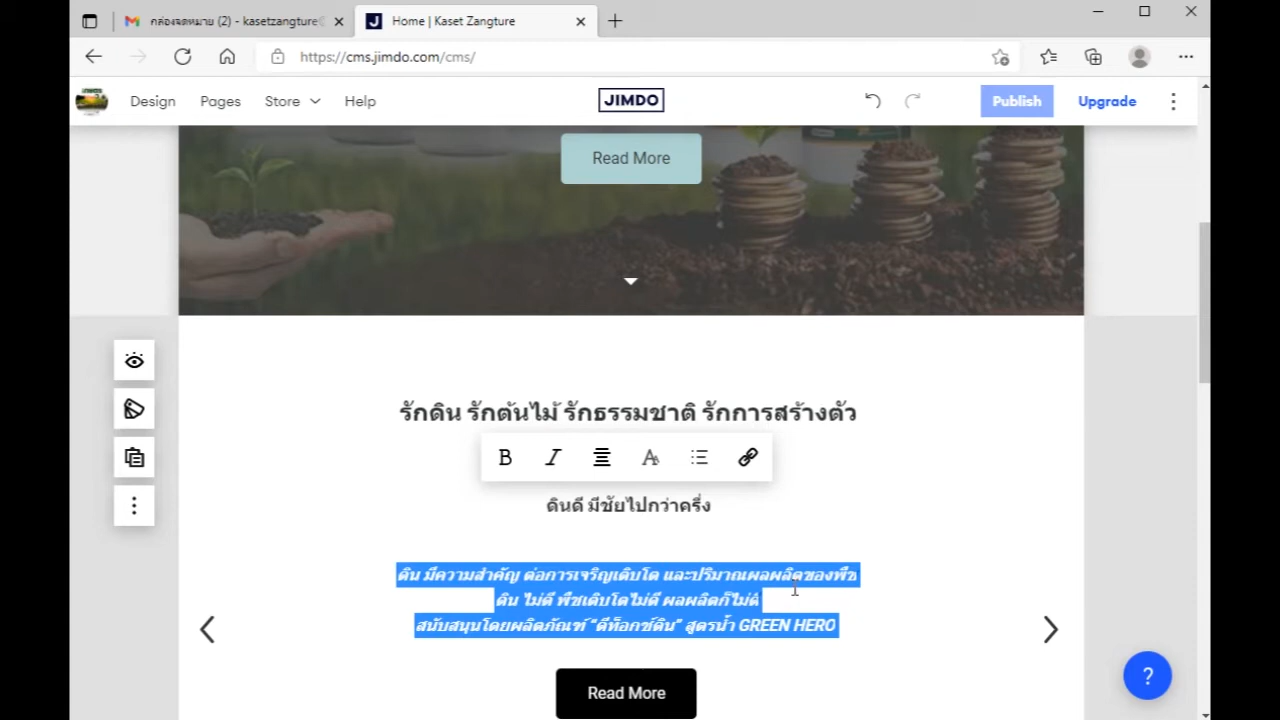 กล่องจดหมาย (2) - kasetzangture
Home | Kaset Zangture
https://cms.jimdo.com/cms/
Design Pages Store Help JIMDO Publish Upgrade
Read More
รักดิน รักต้นไม้ รักธรรมชาติ รักการสร้างตัว
B I A
ดินดี มีชัยไปกว่าครึ่ง
ดิน มีความสำคัญ ต่อการเจริญเติบโต และปริมาณผลผลิตของพืช
ดิน ไม่ดี พืชเติบโตไม่ดี ผลผลิตก็ไม่ดี
สนับสนุนโดยผลิตภัณฑ์ "ดีท็อกซ์ดิน" สูตรน้ำ GREEN HERO
Read More
?